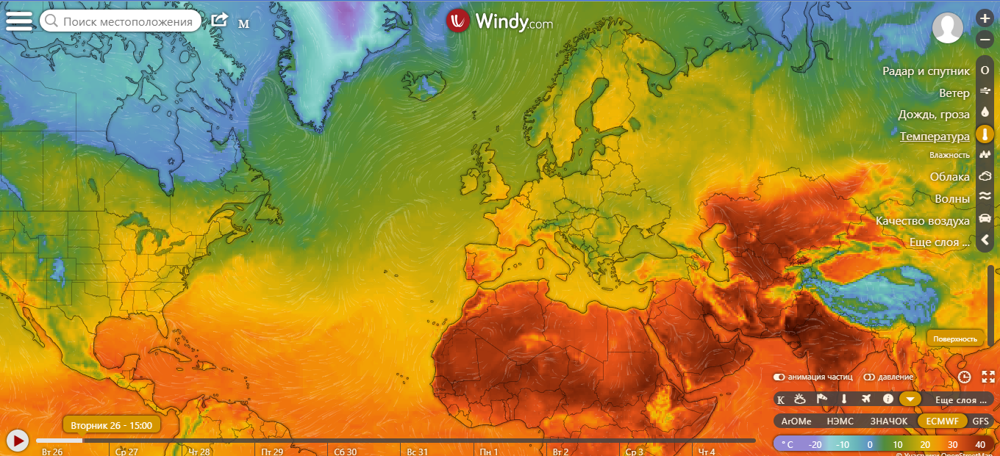 Поиск местоположения
M
Windy.com
Радар и спутник
Ветер
Дождь, гроза
Температура
Влажность
Облака
Волны
Качество воздуха
Еще слоя ...
Поверхность
анимация частиц давление
K Еще слоя ...
ArOMe НЭМС ЗНАЧОК ECMWF GFS
°C -20 -10 0 10 20 30 40
© Участники OpenStreetMap
Вторник 26 - 15:00
Вт 26 Ср 27 Чт 28 Пт 29 Сб 30 Вс 31 Пн 1 Вт 2 Ср 3 Чт 4